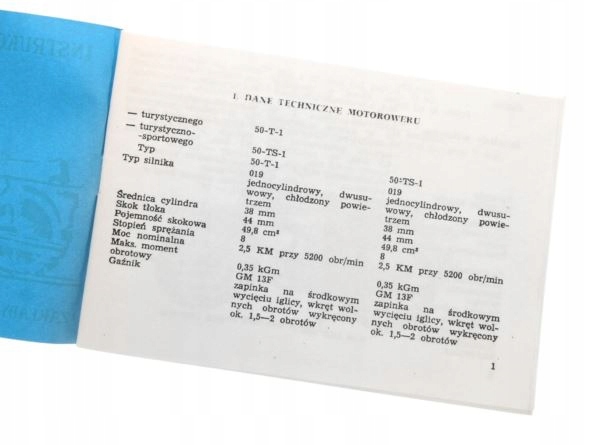 INSTRUKC
I. DANE TECHNICZNE MOTOROWERU
— turystycznego 50-T-1
— turystyczno-
-sportowego 50-TS-1
Typ 50-T-1 50-TS-1
Typ silnika 019 019
jednocylindrowy, dwusu- jednocylindrowy, dwusu-
wowy, chłodzony powie- wowy, chłodzony powie-
trzem trzem
Średnica cylindra 38 mm 38 mm
Skok tłoka 44 mm 44 mm
Pojemność skokowa 49,8 cm³ 49,8 cm³
Stopień sprężania 8 8
Moc nominalna 2,5 KM przy 5200 obr/min 2,5 KM przy 5200 obr/min
Maks. moment
obrotowy 0,35 kGm 0,35 kGm
Gaźnik GM 13F GM 13F
zapinka na środkowym zapinka na środkowym
wycięciu iglicy, wkręt wol- wycięciu iglicy, wkręt wol-
nych obrotów wykręcony nych obrotów wykręcony
ok. 1,5—2 obrotów ok. 1,5—2 obrotów
1
ZAKŁADY